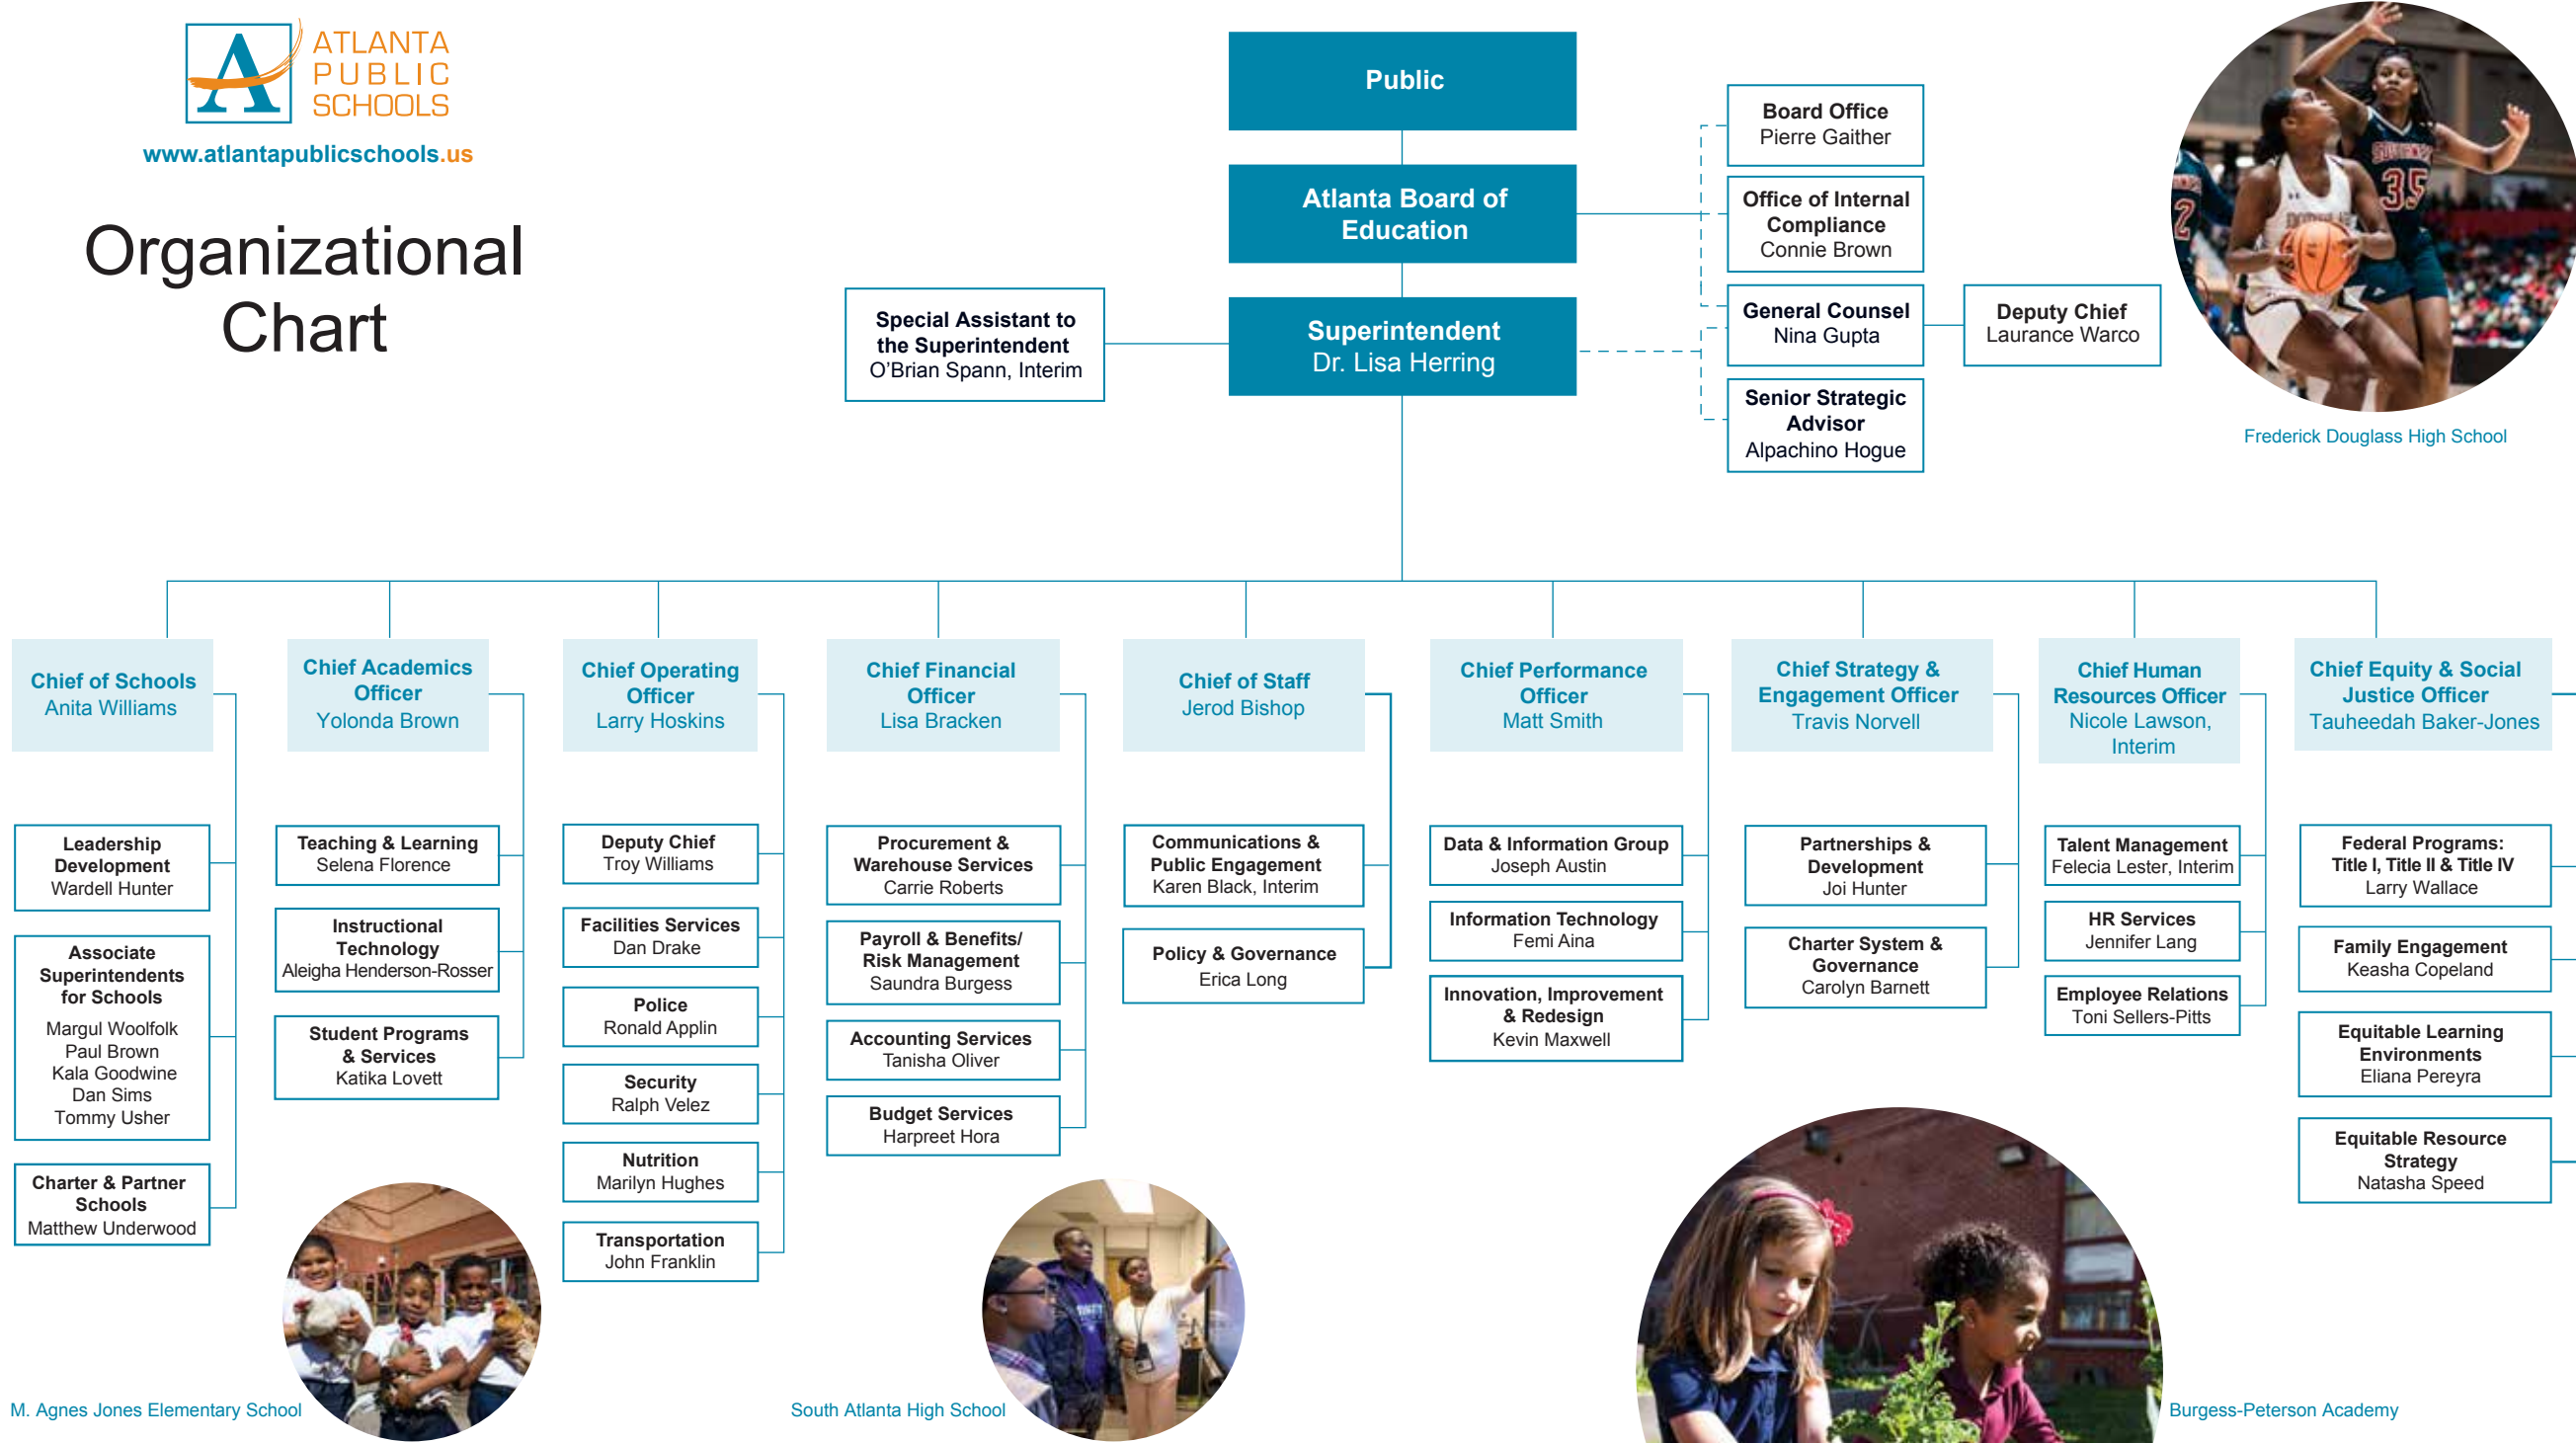 ATLANTA
PUBLIC
SCHOOLS
www.atlantapublicschools.us
Organizational
Chart
Public
Atlanta Board of
Education
Superintendent
Dr. Lisa Herring
Special Assistant to
the Superintendent
O'Brian Spann, Interim
Board Office
Pierre Gaither
Office of Internal
Compliance
Connie Brown
General Counsel
Nina Gupta
Deputy Chief
Laurance Warco
Senior Strategic
Advisor
Alpachino Hogue
35
Frederick Douglass High School
Chief of Schools
Anita Williams
Leadership
Development
Wardell Hunter
Associate
Superintendents
for Schools
Margul Woolfolk
Paul Brown
Kala Goodwine
Dan Sims
Tommy Usher
Charter & Partner
Schools
Matthew Underwood
Chief Academics
Officer
Yolonda Brown
Teaching & Learning
Selena Florence
Instructional
Technology
Aleigha Henderson-Rosser
Student Programs
& Services
Katika Lovett
Chief Operating
Officer
Larry Hoskins
Deputy Chief
Troy Williams
Facilities Services
Dan Drake
Police
Ronald Applin
Security
Ralph Velez
Nutrition
Marilyn Hughes
Transportation
John Franklin
Chief Financial
Officer
Lisa Bracken
Procurement &
Warehouse Services
Carrie Roberts
Payroll & Benefits/
Risk Management
Saundra Burgess
Accounting Services
Tanisha Oliver
Budget Services
Harpreet Hora
Chief of Staff
Jerod Bishop
Communications &
Public Engagement
Karen Black, Interim
Policy & Governance
Erica Long
Chief Performance
Officer
Matt Smith
Data & Information Group
Joseph Austin
Information Technology
Femi Aina
Innovation, Improvement
& Redesign
Kevin Maxwell
Chief Strategy &
Engagement Officer
Travis Norvell
Partnerships &
Development
Joi Hunter
Charter System &
Governance
Carolyn Barnett
Chief Human
Resources Officer
Nicole Lawson,
Interim
Talent Management
Felecia Lester, Interim
HR Services
Jennifer Lang
Employee Relations
Toni Sellers-Pitts
Chief Equity & Social
Justice Officer
Tauheedah Baker-Jones
Federal Programs:
Title I, Title II & Title IV
Larry Wallace
Family Engagement
Keasha Copeland
Equitable Learning
Environments
Eliana Pereyra
Equitable Resource
Strategy
Natasha Speed
M. Agnes Jones Elementary School
South Atlanta High School
Burgess-Peterson Academy